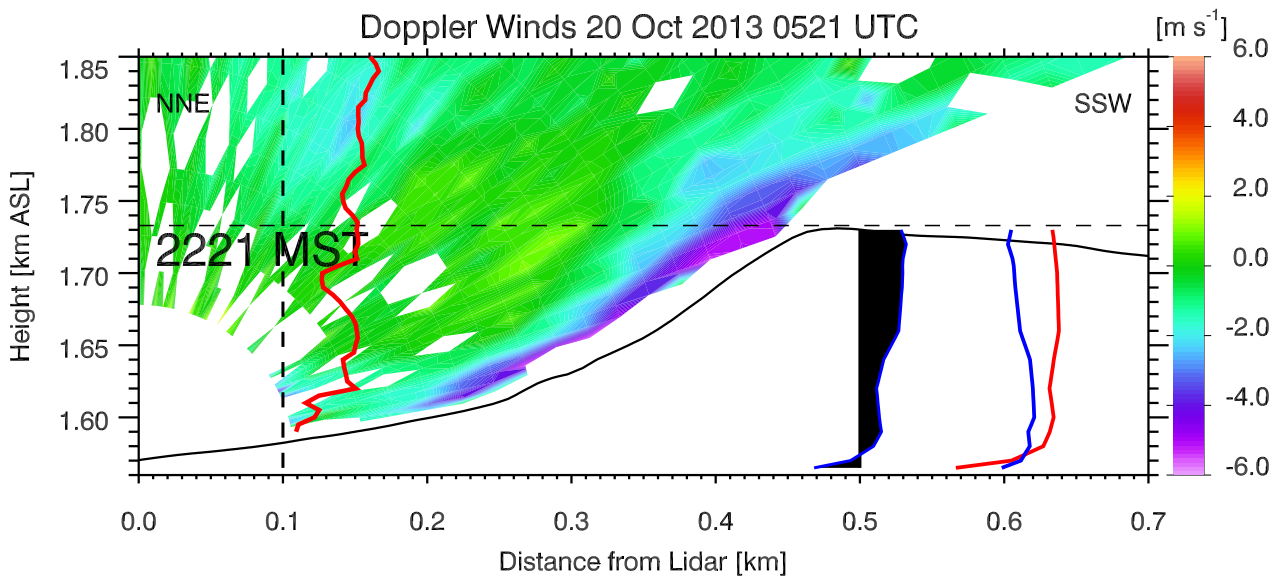 Doppler Winds 20 Oct 2013 0521 UTC
[m s-1]
NNE
SSW
2221 MST
Height [km ASL]
1.85
1.80
1.75
1.70
1.65
1.60
0.0 0.1 0.2 0.3 0.4 0.5 0.6 0.7
Distance from Lidar [km]
6.0
4.0
2.0
0.0
-2.0
-4.0
-6.0